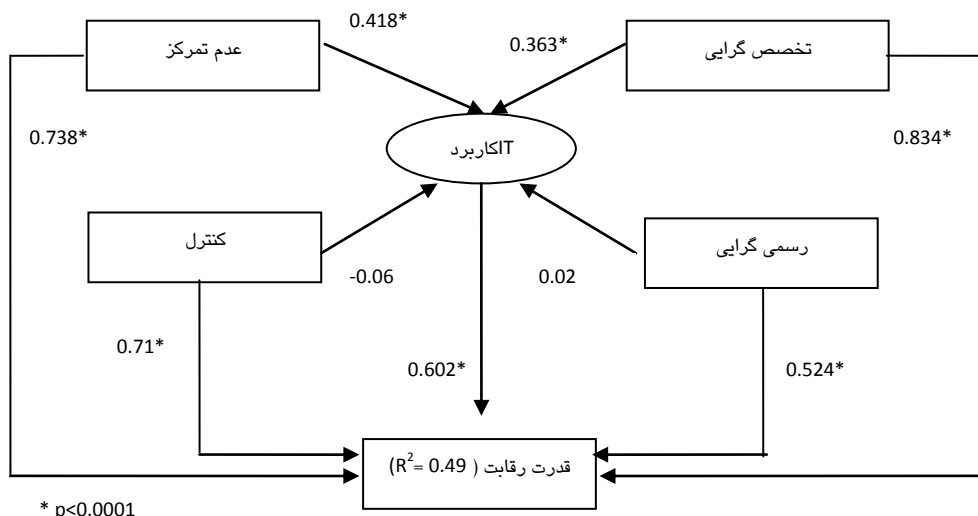 0.418*
عدم تمرکز
0.363*
تخصص گرایی
0.738*
کاربردIT
0.834*
کنترل
رسمی گرایی
-0.06
0.02
0.71*
0.602*
0.524*
قدرت رقابت (R²= 0.49)
* p<0.0001